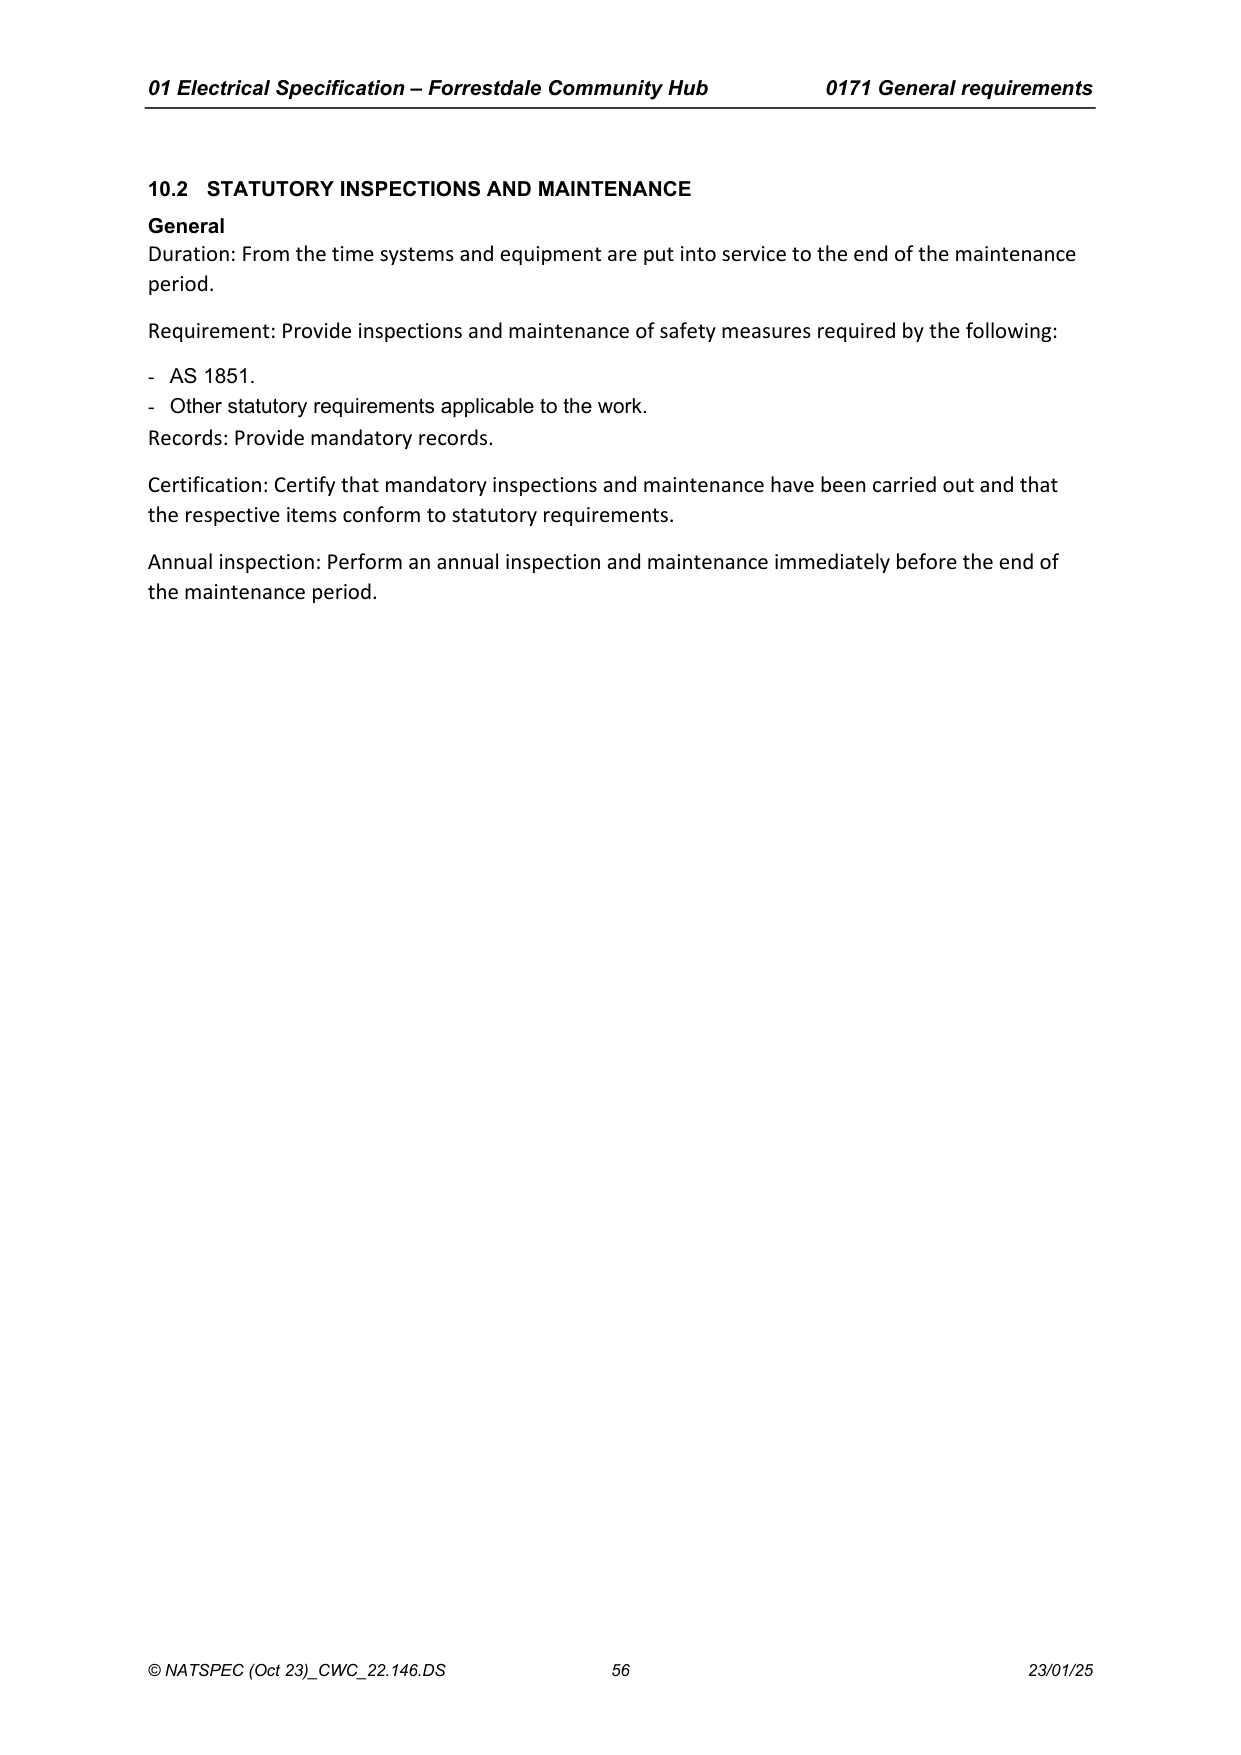 01 Electrical Specification – Forrestdale Community Hub 0171 General requirements
10.2 STATUTORY INSPECTIONS AND MAINTENANCE
General
Duration: From the time systems and equipment are put into service to the end of the maintenance
period.
Requirement: Provide inspections and maintenance of safety measures required by the following:
- AS 1851.
- Other statutory requirements applicable to the work.
Records: Provide mandatory records.
Certification: Certify that mandatory inspections and maintenance have been carried out and that
the respective items conform to statutory requirements.
Annual inspection: Perform an annual inspection and maintenance immediately before the end of
the maintenance period.
© NATSPEC (Oct 23)_CWC_22.146.DS 56 23/01/25